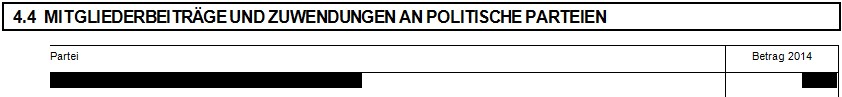 4.4 MITGLIEDERBEITRÄGE UND ZUWENDUNGEN AN POLITISCHE PARTEIEN
Partei Betrag 2014